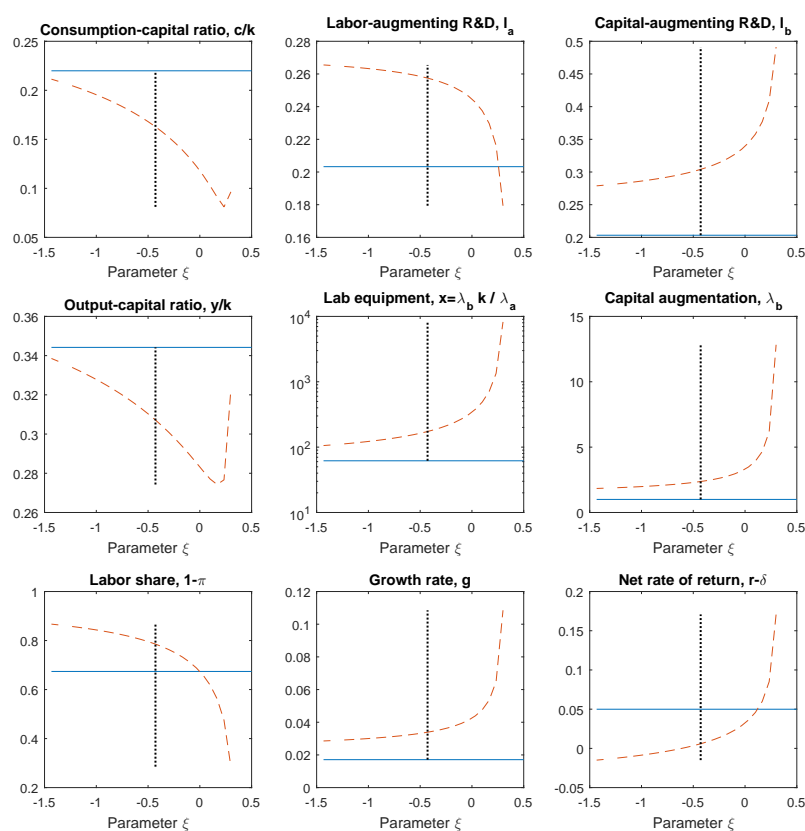 Consumption-capital ratio, c/k
0.25
0.2
0.15
0.1
0.05
-1.5 -1 -0.5 0 0.5
Parameter ξ
Labor-augmenting R&D, l_a
0.28
0.26
0.24
0.22
0.2
0.18
0.16
-1.5 -1 -0.5 0 0.5
Parameter ξ
Capital-augmenting R&D, l_b
0.5
0.45
0.4
0.35
0.3
0.25
0.2
-1.5 -1 -0.5 0 0.5
Parameter ξ
Output-capital ratio, y/k
0.36
0.34
0.32
0.3
0.28
0.26
-1.5 -1 -0.5 0 0.5
Parameter ξ
Lab equipment, x=λ_b k / λ_a
10^4
10^3
10^2
10^1
-1.5 -1 -0.5 0 0.5
Parameter ξ
Capital augmentation, λ_b
15
10
5
0
-1.5 -1 -0.5 0 0.5
Parameter ξ
Labor share, 1-π
1
0.8
0.6
0.4
0.2
-1.5 -1 -0.5 0 0.5
Parameter ξ
Growth rate, g
0.12
0.1
0.08
0.06
0.04
0.02
0
-1.5 -1 -0.5 0 0.5
Parameter ξ
Net rate of return, r-δ
0.2
0.15
0.1
0.05
0
-0.05
-1.5 -1 -0.5 0 0.5
Parameter ξ